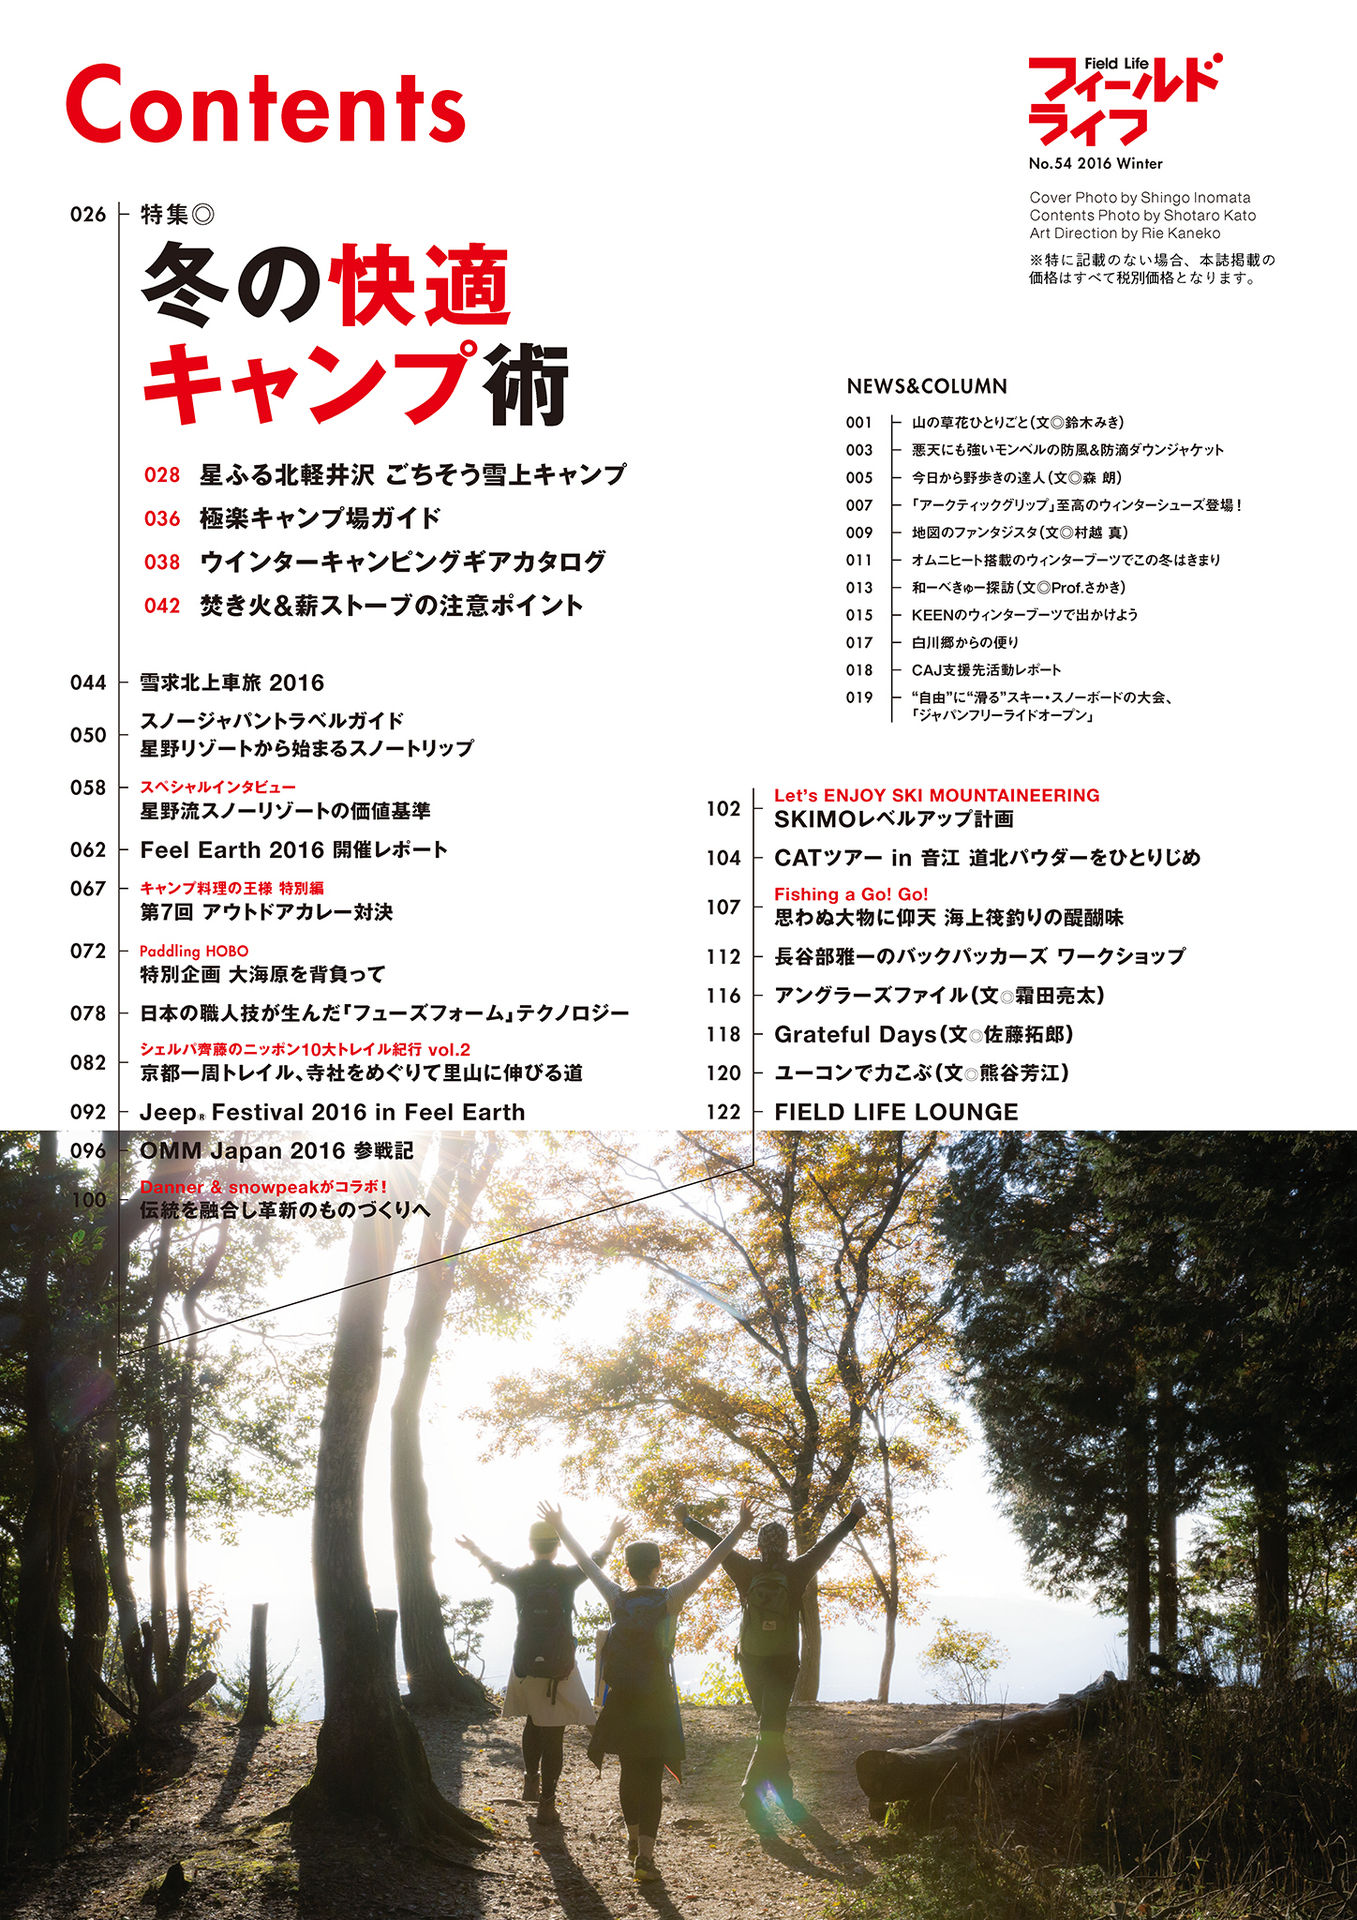 Contents
Field Life
フィールド
ライフ
No.54 2016 Winter
Cover Photo by Shingo Inomata
Contents Photo by Shotaro Kato
Art Direction by Rie Kaneko
※特に記載のない場合、本誌掲載の
価格はすべて税別価格となります。
026 特集◎
冬の快適
キャンプ術
028 星ふる北軽井沢 ごちそう雪上キャンプ
036 極楽キャンプ場ガイド
038 ウインターキャンピングギアカタログ
042 焚き火&薪ストーブの注意ポイント
044 雪求北上車旅 2016
050 スノージャパントラベルガイド
星野リゾートから始まるスノートリップ
058 スペシャルインタビュー
星野流スノーリゾートの価値基準
062 Feel Earth 2016 開催レポート
067 キャンプ料理の王様 特別編
第7回 アウトドアカレー対決
072 Paddling HOBO
特別企画 大海原を背負って
078 日本の職人技が生んだ「フューズフォーム」テクノロジー
082 シェルパ齊藤のニッポン10大トレイル紀行 vol.2
京都一周トレイル、寺社をめぐりて里山に伸びる道
092 Jeep® Festival 2016 in Feel Earth
096 OMM Japan 2016 参戦記
100 Danner & snowpeakがコラボ!
伝統を融合し革新のものづくりへ
NEWS&COLUMN
001 山の草花ひとりごと(文◎鈴木みき)
003 悪天にも強いモンベルの防風&防滴ダウンジャケット
005 今日から野歩きの達人(文◎森 朗)
007 「アークティックグリップ」至高のウィンターシューズ登場!
009 地図のファンタジスタ(文◎村越 真)
011 オムニヒート搭載のウィンターブーツでこの冬はきまり
013 和ーべきゅー探訪(文◎Prof.さかき)
015 KEENのウィンターブーツで出かけよう
017 白川郷からの便り
018 CAJ支援先活動レポート
019 “自由”に“滑る”スキー・スノーボードの大会、
「ジャパンフリーライドオープン」
102 Let's ENJOY SKI MOUNTAINEERING
SKIMOレベルアップ計画
104 CATツアー in 音江 道北パウダーをひとりじめ
107 Fishing a Go! Go!
思わぬ大物に仰天 海上筏釣りの醍醐味
112 長谷部雅一のバックパッカーズ ワークショップ
116 アングラーズファイル(文◎霜田亮太)
118 Grateful Days(文◎佐藤拓郎)
120 ユーコンで力こぶ(文◎熊谷芳江)
122 FIELD LIFE LOUNGE